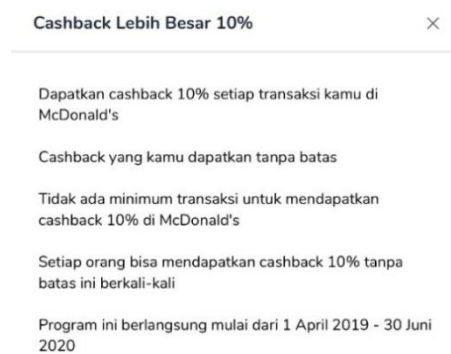 Cashback Lebih Besar 10%
Dapatkan cashback 10% setiap transaksi kamu di
McDonald's
Cashback yang kamu dapatkan tanpa batas
Tidak ada minimum transaksi untuk mendapatkan
cashback 10% di McDonald's
Setiap orang bisa mendapatkan cashback 10% tanpa
batas ini berkali-kali
Program ini berlangsung mulai dari 1 April 2019 - 30 Juni
2020